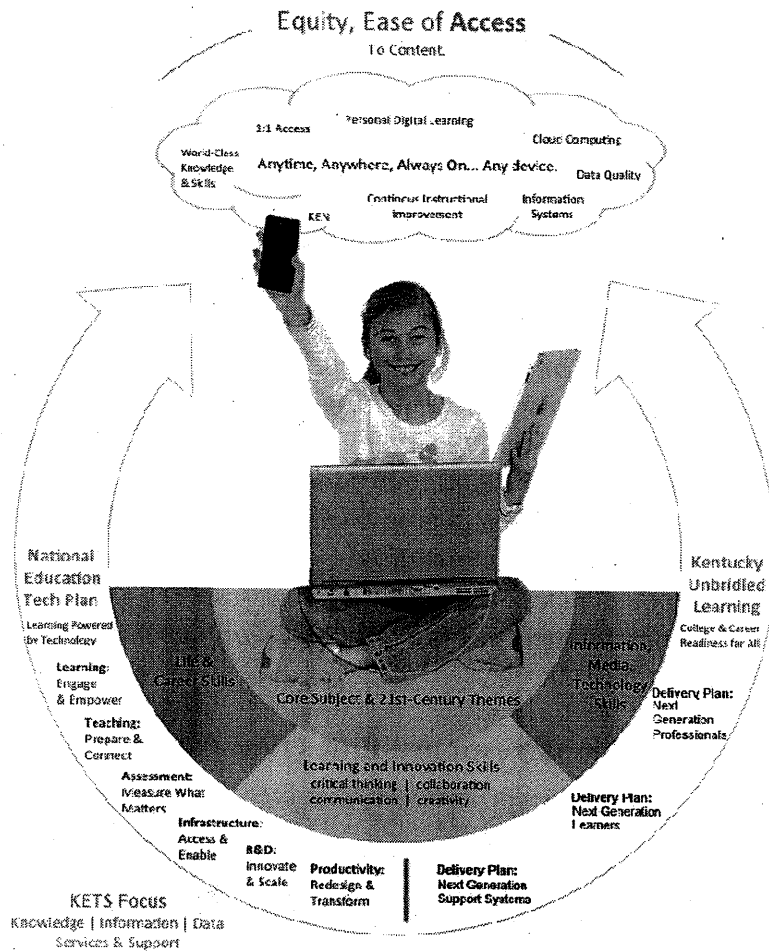 Equity, Ease of Access
To Content
1:1 Access
Personal Digital Learning
Cloud Computing
World-Class
Knowledge
& Skills
Anytime, Anywhere, Always On... Any device.
Data Quality
KEN
Continous Instructional
Improvement
Information
Systems
National
Education
Tech Plan
Learning Powered
by Technology
Learning:
Engage
& Empower
Teaching:
Prepare &
Connect
Assessment:
Measure What
Matters
Infrastructure:
Access &
Enable
R&D:
Innovate
& Scale
Productivity:
Redesign &
Transform
Life &
Career Skills
Core Subject & 21st-Century Themes
Learning and Innovation Skills
critical thinking | collaboration
communication | creativity
Information,
Media,
Technology
Skills
Kentucky
Unbridled
Learning
College & Career
Readiness for All
Delivery Plan:
Next
Generation
Professionals
Delivery Plan:
Next Generation
Learners
Delivery Plan:
Next Generation
Support Systems
KETS Focus
Knowledge | Information | Data
Services & Support